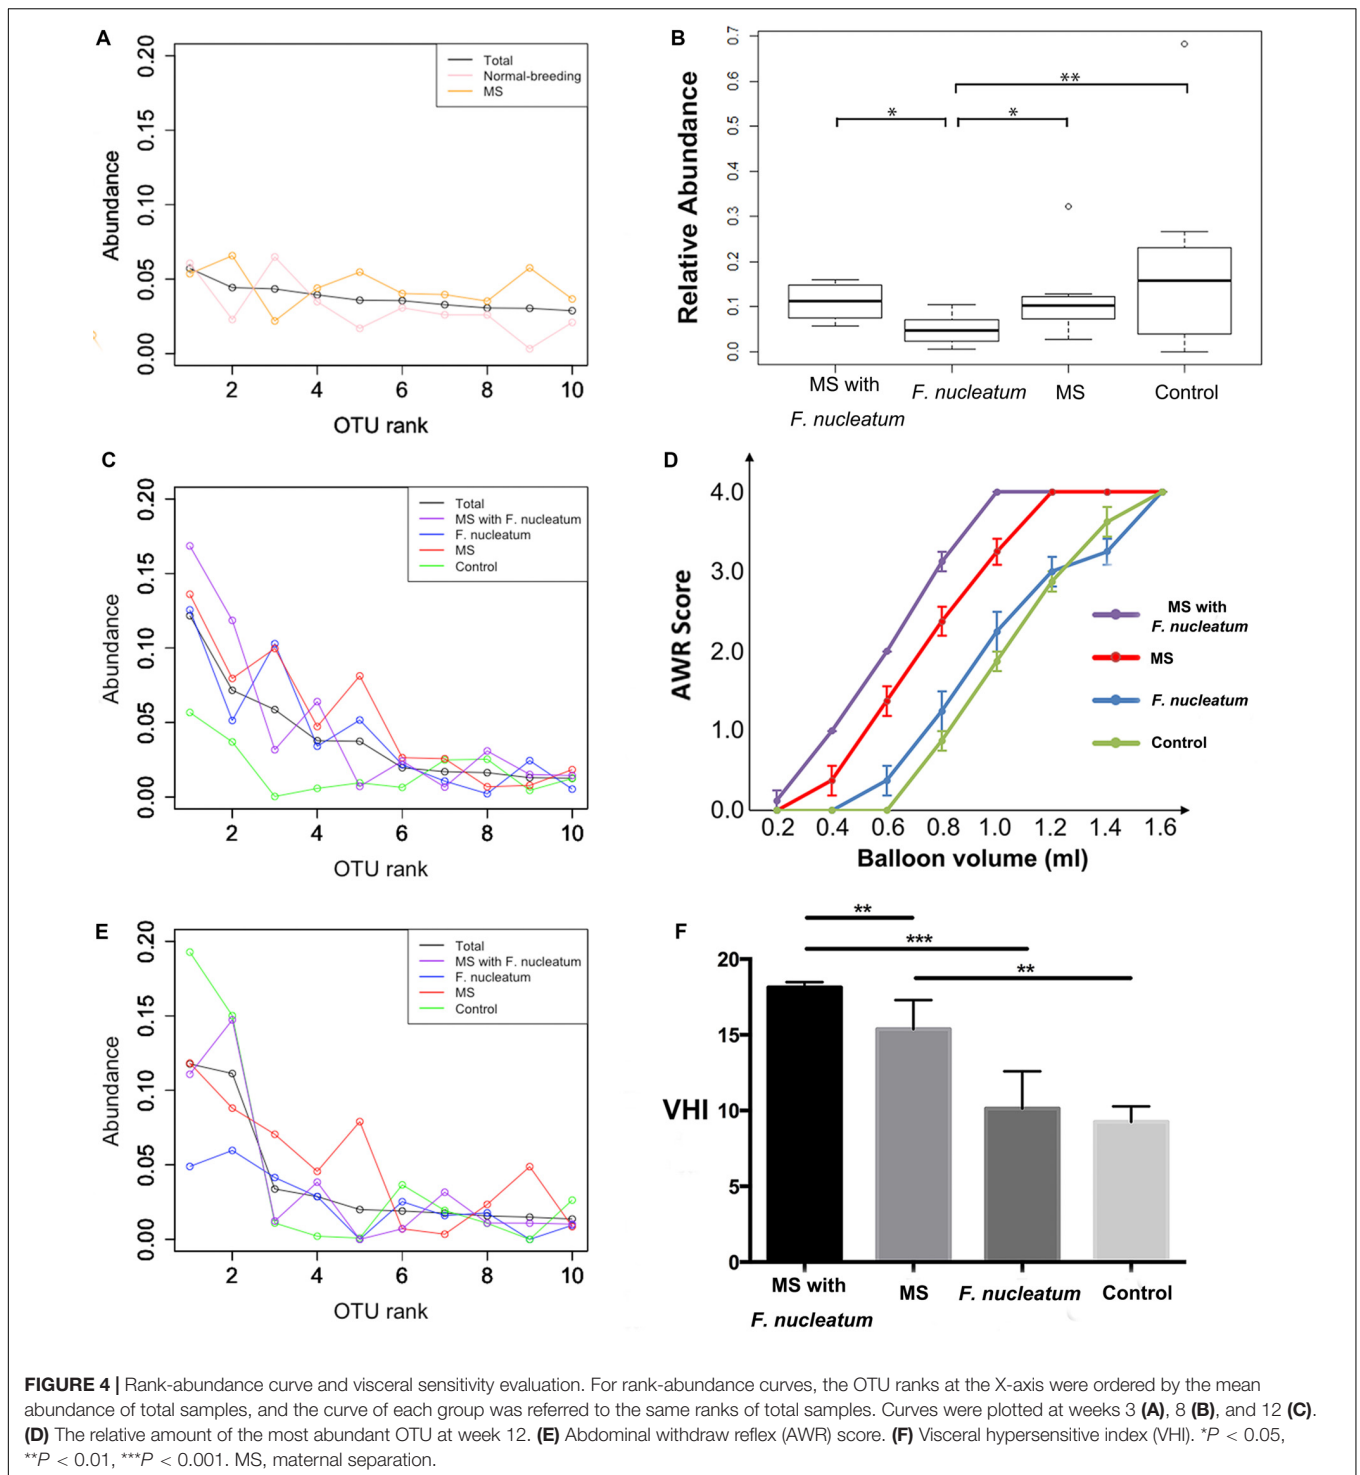 A
0.20
0.15
0.10
0.05
0.00
Abundance
Total
Normal-breeding
MS
2 4 6 8 10
OTU rank
B
0.7
0.6
0.5
0.4
0.3
0.2
0.1
0.0
Relative Abundance
* * **
MS with
F. nucleatum
F. nucleatum
MS
Control
C
0.20
0.15
0.10
0.05
0.00
Abundance
Total
MS with F. nucleatum
F. nucleatum
MS
Control
2 4 6 8 10
OTU rank
D
4.0
3.0
2.0
1.0
0.0
AWR Score
MS with
F. nucleatum
MS
F. nucleatum
Control
0.2 0.4 0.6 0.8 1.0 1.2 1.4 1.6
Balloon volume (ml)
E
0.20
0.15
0.10
0.05
0.00
Abundance
Total
MS with F. nucleatum
F. nucleatum
MS
Control
2 4 6 8 10
OTU rank
F
**
***
**
20
15
10
5
0
VHI
MS with
F. nucleatum
MS
F. nucleatum
Control
FIGURE 4 | Rank-abundance curve and visceral sensitivity evaluation. For rank-abundance curves, the OTU ranks at the X-axis were ordered by the mean
abundance of total samples, and the curve of each group was referred to the same ranks of total samples. Curves were plotted at weeks 3 (A), 8 (B), and 12 (C).
(D) The relative amount of the most abundant OTU at week 12. (E) Abdominal withdraw reflex (AWR) score. (F) Visceral hypersensitive index (VHI). *P < 0.05,
**P < 0.01, ***P < 0.001. MS, maternal separation.